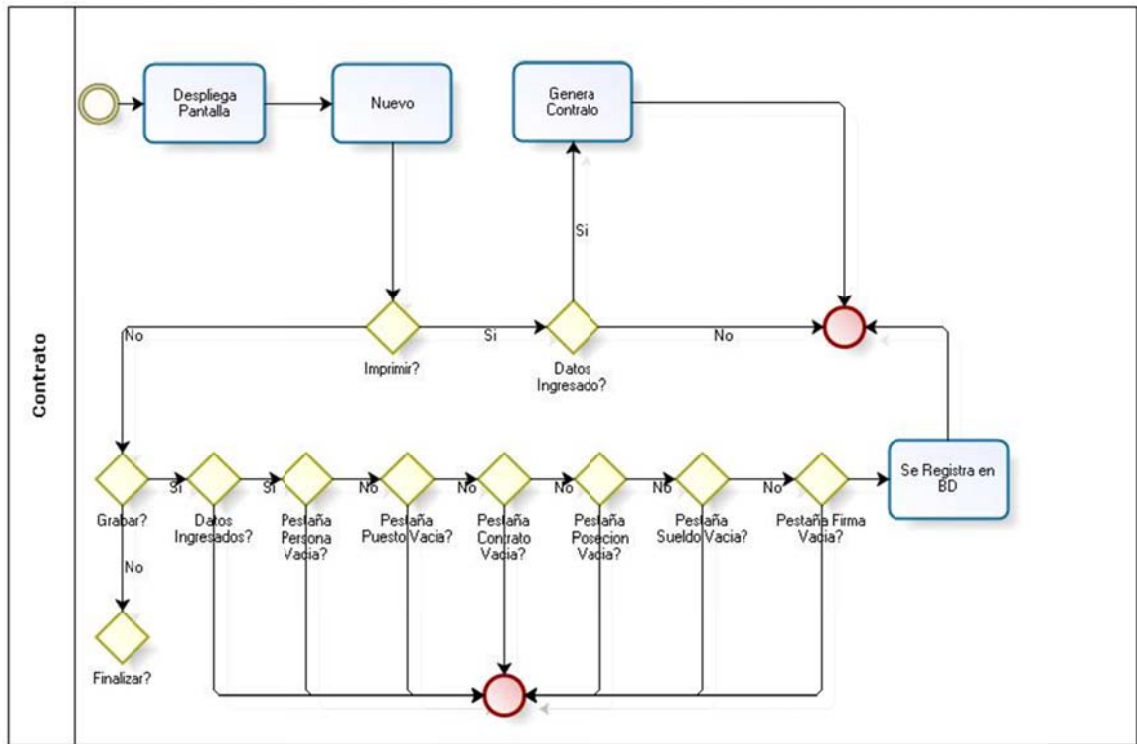 Contrato
Despliega
Pantalla
Nuevo
Genera
Contrato
Si
No
Si
No
Imprimir?
Datos
Ingresado?
Si
Si
No
No
No
No
No
Se Registra en
BD
Grabar?
Datos
Ingresados?
Pestaña
Persona
Vacia?
Pestaña
Puesto Vacia?
Pestaña
Contrato
Vacia?
Pestaña
Posecion
Vacia?
Pestaña
Sueldo Vacia?
Pestaña Firma
Vacia?
No
Finalizar?